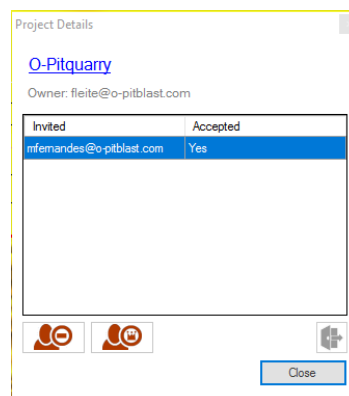 Project Details
O-Pitquarry
Owner: fleite@o-pitblast.com
Invited Accepted
mfernandes@o-pitblast.com Yes
Close